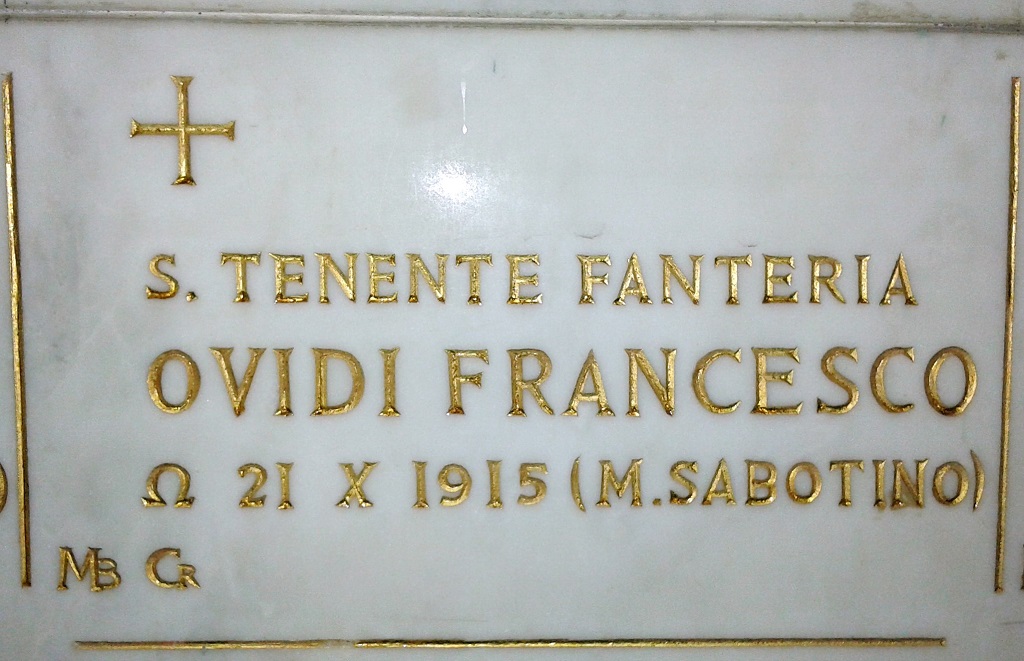 S. TENENTE FANTERIA
OVIDI FRANCESCO
Ω 21 X 1915 (M. SABOTINO)
MB CR